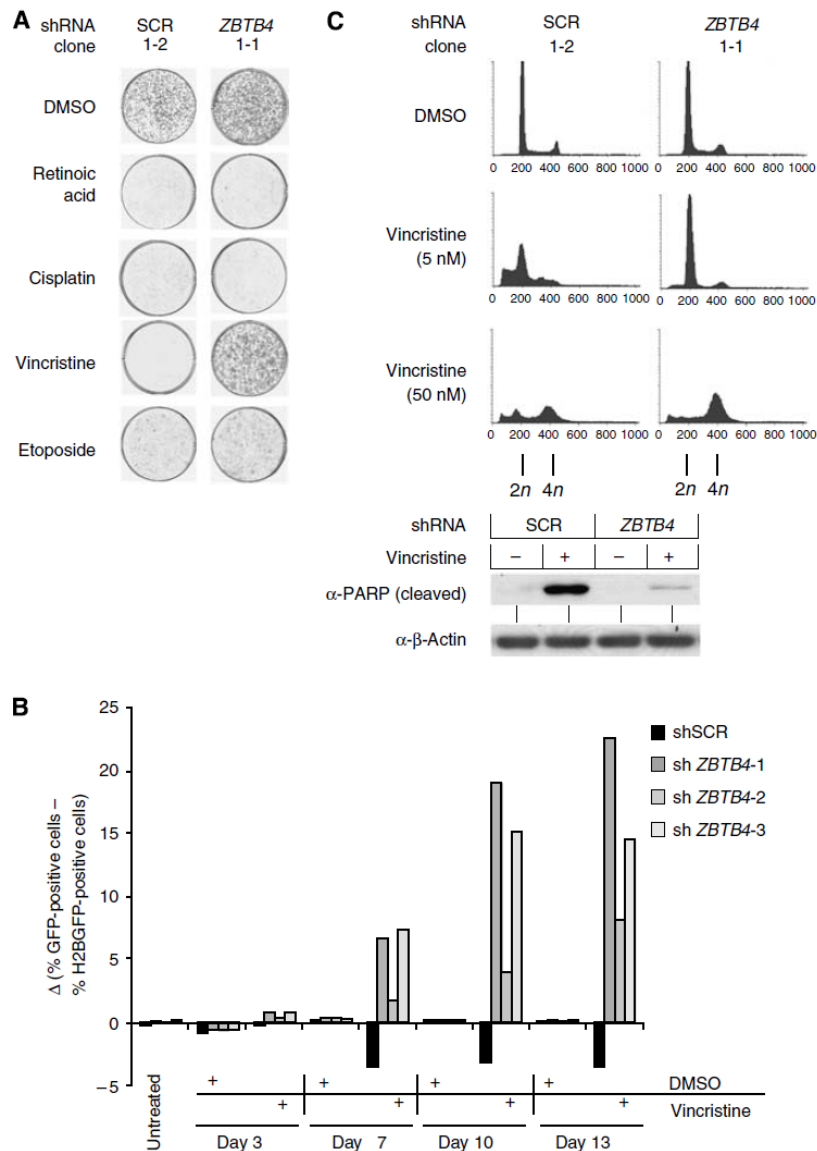 A
shRNA clone
SCR 1-2
ZBTB4 1-1
DMSO
Retinoic acid
Cisplatin
Vincristine
Etoposide
C
shRNA clone
SCR 1-2
ZBTB4 1-1
DMSO
0 200 400 600 800 1000
0 200 400 600 800 1000
Vincristine (5 nM)
0 200 400 600 800 1000
0 200 400 600 800 1000
Vincristine (50 nM)
0 200 400 600 800 1000
0 200 400 600 800 1000
2n 4n
2n 4n
shRNA SCR ZBTB4
Vincristine – + – +
α-PARP (cleaved)
α-β-Actin
B
Δ (% GFP-positive cells –
% H2BGFP-positive cells)
25
20
15
10
5
0
–5
shSCR
sh ZBTB4-1
sh ZBTB4-2
sh ZBTB4-3
Untreated
+ + + + DMSO
+ + + + Vincristine
Day 3 Day 7 Day 10 Day 13